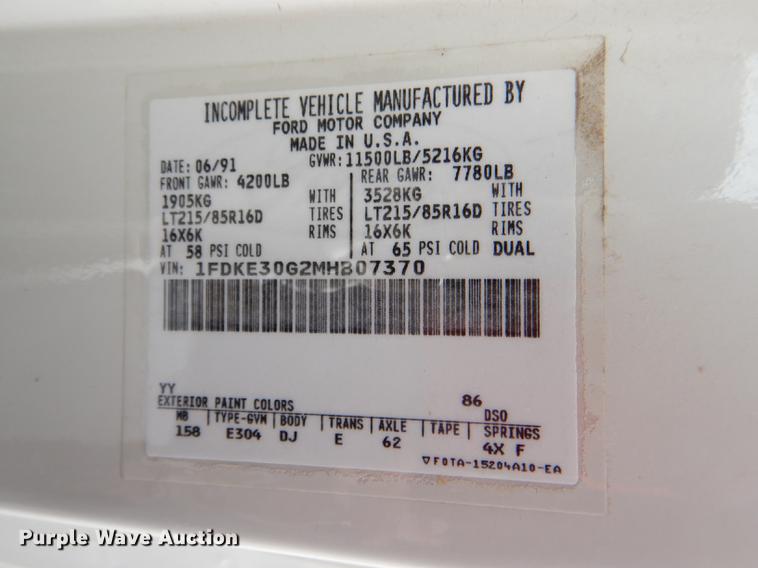 INCOMPLETE VEHICLE MANUFACTURED BY
FORD MOTOR COMPANY
MADE IN U.S.A.
DATE: 06/91 GVWR: 11500LB/5216KG
FRONT GAWR: 4200LB REAR GAWR: 7780LB
1905KG WITH 3528KG WITH
LT215/85R16D TIRES LT215/85R16D TIRES
16X6K RIMS 16X6K RIMS
AT 58 PSI COLD AT 65 PSI COLD DUAL
VIN: 1FDKE30G2MHB07370
YY 86
EXTERIOR PAINT COLORS DSO
WB TYPE-GVW BODY TRANS AXLE TAPE SPRINGS
158 E304 DJ E 62 4X F
▽F0TA-15204A10-EA
Purple Wave Auction